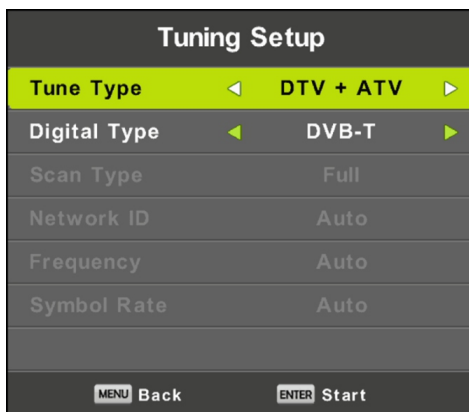 Tuning Setup
Tune Type DTV + ATV
Digital Type DVB-T
Scan Type Full
Network ID Auto
Frequency Auto
Symbol Rate Auto
MENU Back ENTER Start